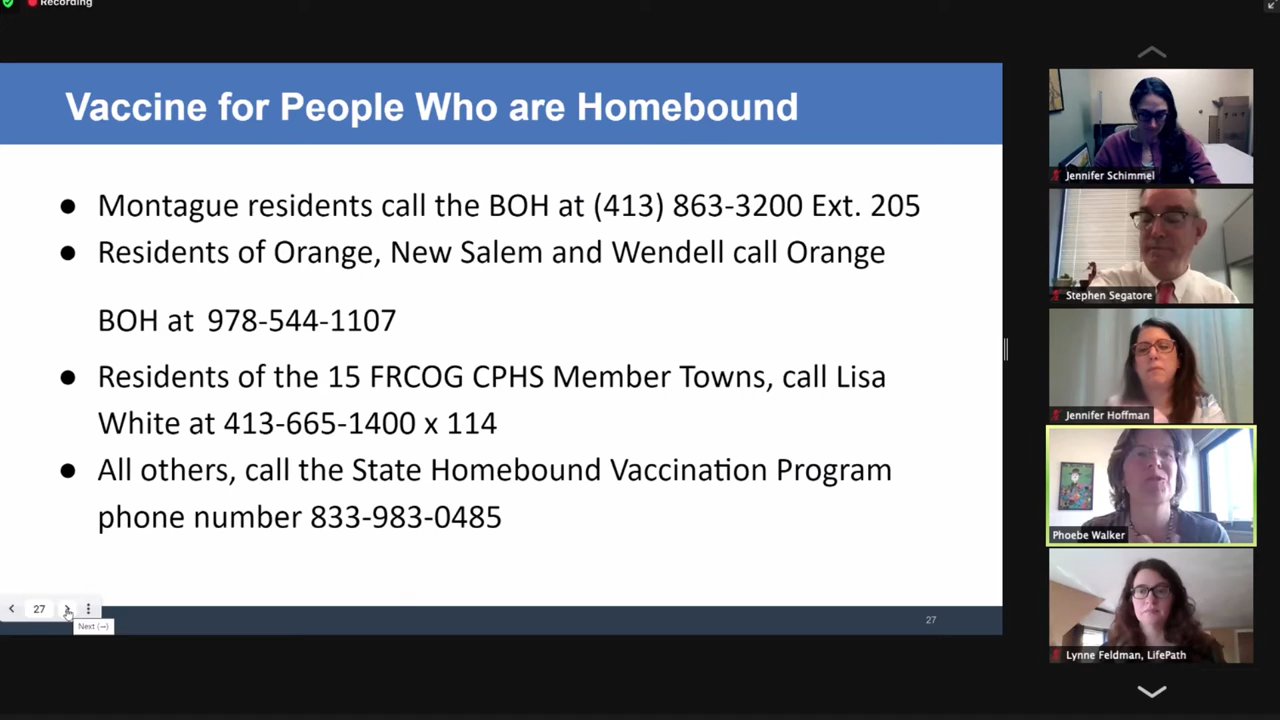 Recording
Vaccine for People Who are Homebound
● Montague residents call the BOH at (413) 863-3200 Ext. 205
● Residents of Orange, New Salem and Wendell call Orange
BOH at 978-544-1107
● Residents of the 15 FRCOG CPHS Member Towns, call Lisa
White at 413-665-1400 x 114
● All others, call the State Homebound Vaccination Program
phone number 833-983-0485
27
Next (→)
27
Jennifer Schimmel
Stephen Segatore
Jennifer Hoffman
Phoebe Walker
Lynne Feldman, LifePath